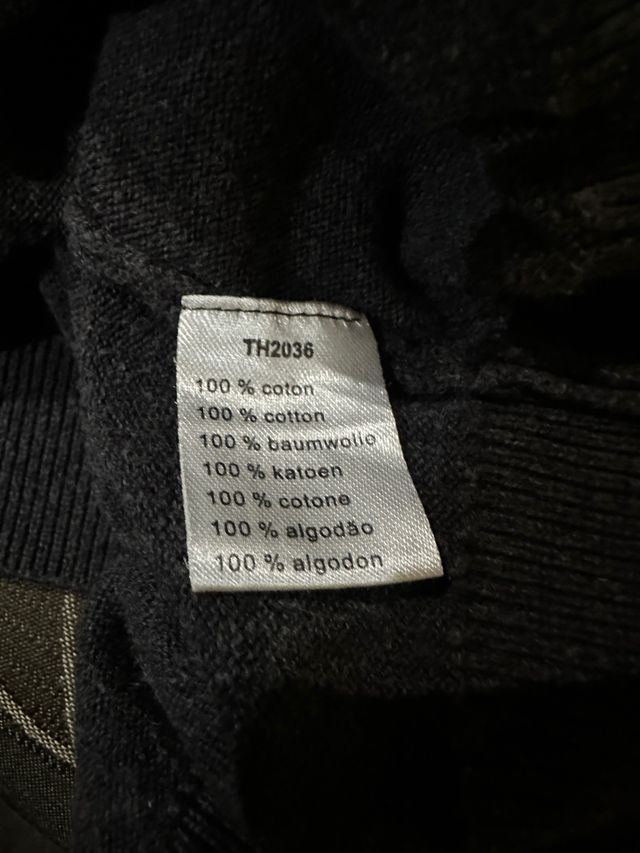 TH2036
100 % coton
100 % cotton
100 % baumwolle
100 % katoen
100 % cotone
100 % algodão
100 % algodon